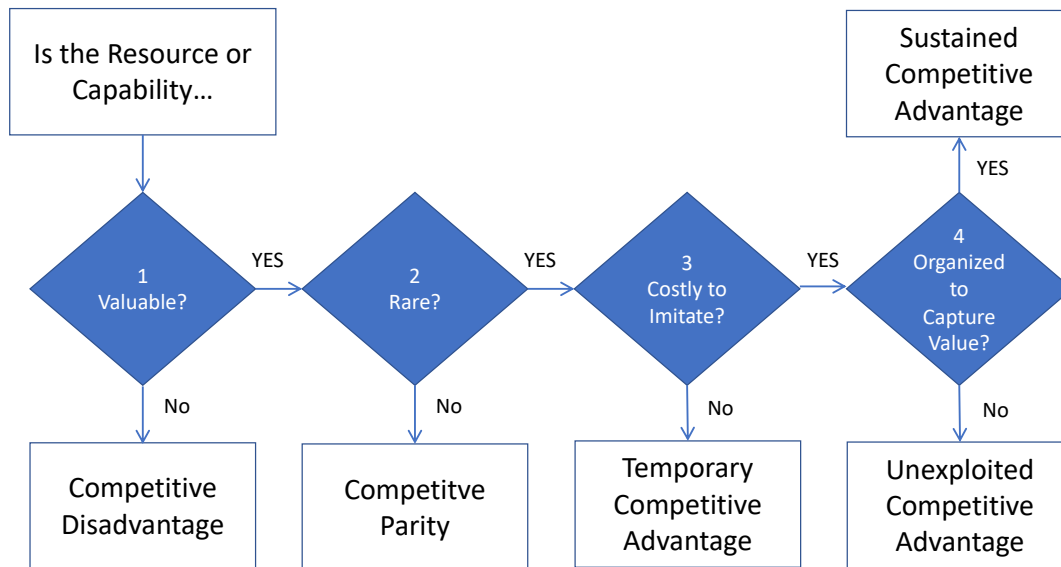 Is the Resource or
Capability...
Sustained
Competitive
Advantage
YES
1
Valuable?
YES
2
Rare?
YES
3
Costly to
Imitate?
YES
4
Organized
to
Capture
Value?
No
No
No
No
Competitive
Disadvantage
Competitve
Parity
Temporary
Competitive
Advantage
Unexploited
Competitive
Advantage